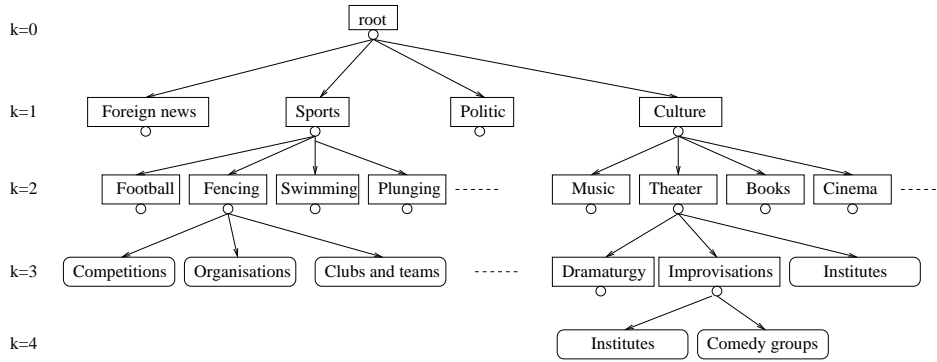 root
k=0
k=1
Foreign news
Sports
Politic
Culture
k=2
Football
Fencing
Swimming
Plunging
Music
Theater
Books
Cinema
k=3
Competitions
Organisations
Clubs and teams
Dramaturgy
Improvisations
Institutes
k=4
Institutes
Comedy groups